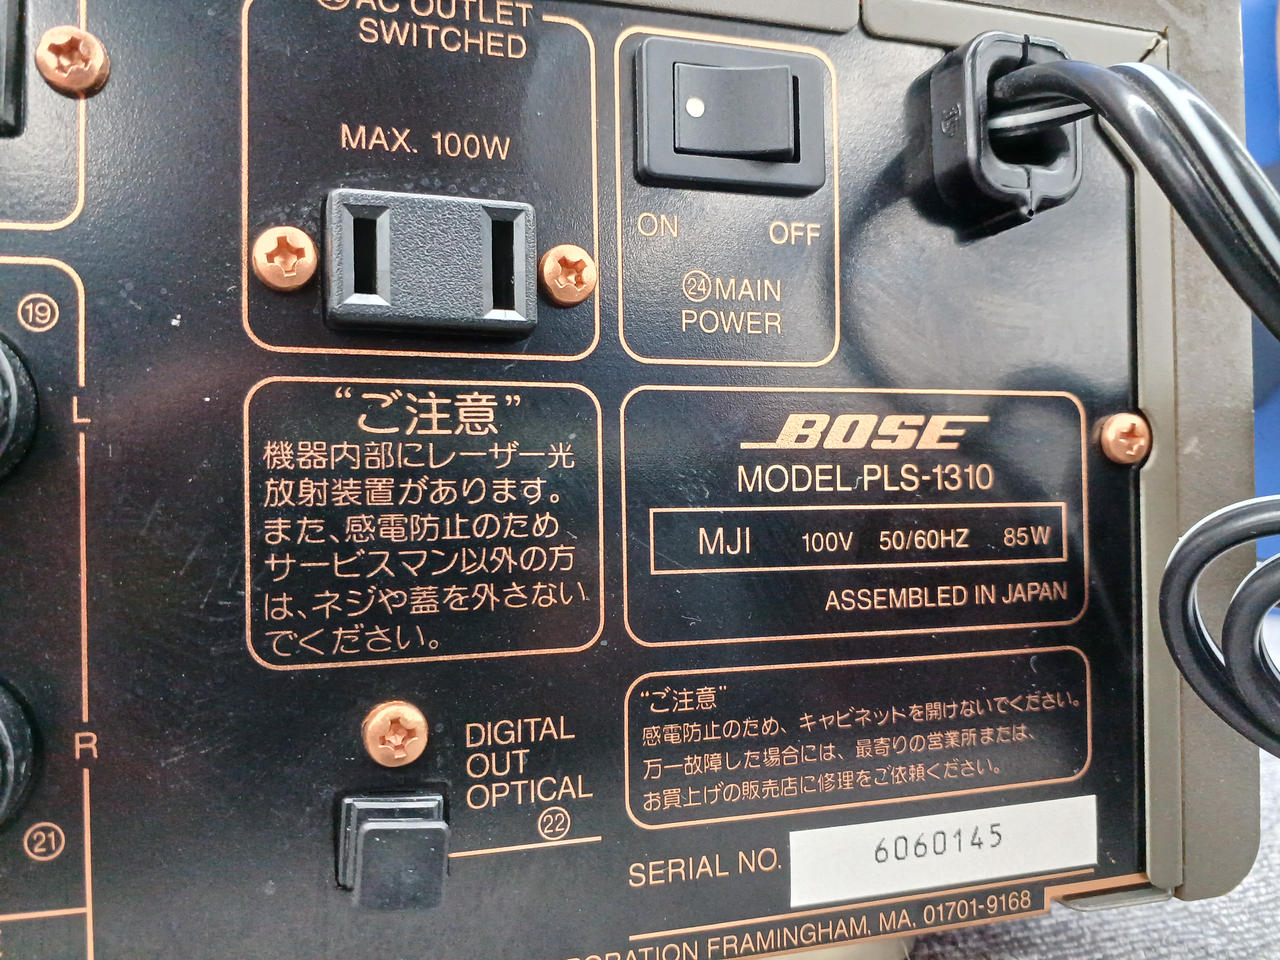 AC OUTLET
SWITCHED
MAX. 100W
ON OFF
㉔ MAIN
POWER
⑲
L
R
㉑
“ご注意”
機器内部にレーザー光
放射装置があります。
また、感電防止のため
サービスマン以外の方
は、ネジや蓋を外さない
でください。
BOSE
MODEL PLS-1310
MJI 100V 50/60HZ 85W
ASSEMBLED IN JAPAN
DIGITAL
OUT
OPTICAL
㉒
“ご注意”
感電防止のため、キャビネットを開けないでください。
万一故障した場合には、最寄りの営業所または、
お買上げの販売店に修理をご依頼ください。
SERIAL NO. 6060145
FRAMINGHAM, MA, 01701-9168